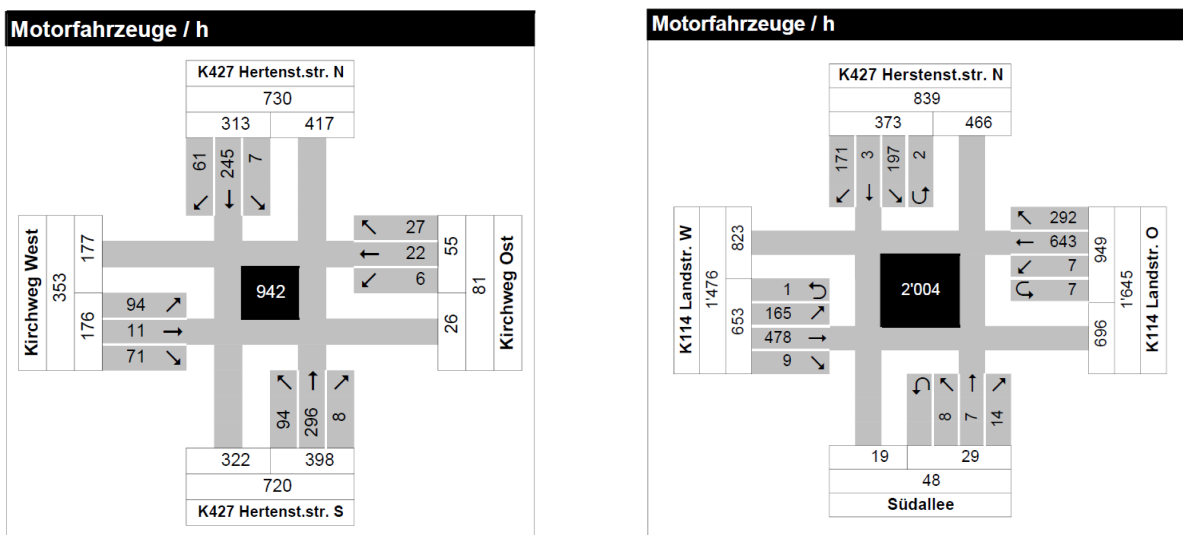 Motorfahrzeuge / h
K427 Hertenst.str. N
730
313 417
61 245 7
Kirchweg West
353
177
176
94
11
71
942
27
22
6
55
26
81
Kirchweg Ost
94 296 8
322 398
720
K427 Hertenst.str. S
Motorfahrzeuge / h
K427 Herstenst.str. N
839
373 466
171 3 197 2
K114 Landstr. W
1'476
823
653
1
165
478
9
2'004
292
643
7
7
949
696
1'645
K114 Landstr. O
8 7 14
19 29
48
Südallee